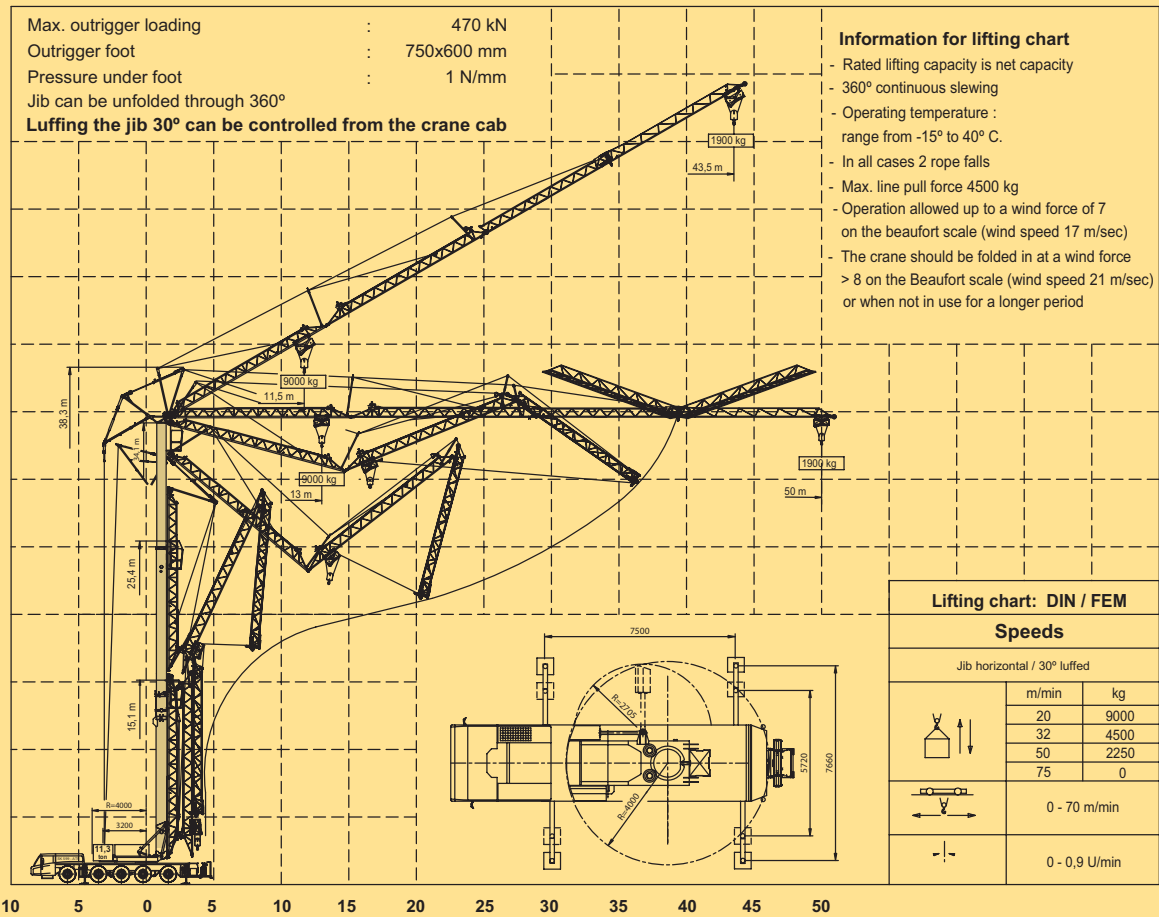 Max. outrigger loading : 470 kN
Outrigger foot : 750x600 mm
Pressure under foot : 1 N/mm
Jib can be unfolded through 360º
Luffing the jib 30º can be controlled from the crane cab
Information for lifting chart
- Rated lifting capacity is net capacity
- 360º continuous slewing
- Operating temperature :
range from -15º to 40º C.
- In all cases 2 rope falls
- Max. line pull force 4500 kg
- Operation allowed up to a wind force of 7
on the beaufort scale (wind speed 17 m/sec)
- The crane should be folded in at a wind force
> 8 on the Beaufort scale (wind speed 21 m/sec)
or when not in use for a longer period
1900 kg
43,5 m
9000 kg
11,5 m
38,3 m
34,1 m
9000 kg
13 m
1900 kg
50 m
25,4 m
15,1 m
R=4000
3200
11,3
ton
7500
R=2705
R=4000
5720
7660
Lifting chart: DIN / FEM
Speeds
Jib horizontal / 30º luffed
m/min kg
20 9000
32 4500
50 2250
75 0
0 - 70 m/min
0 - 0,9 U/min
10 5 0 5 10 15 20 25 30 35 40 45 50